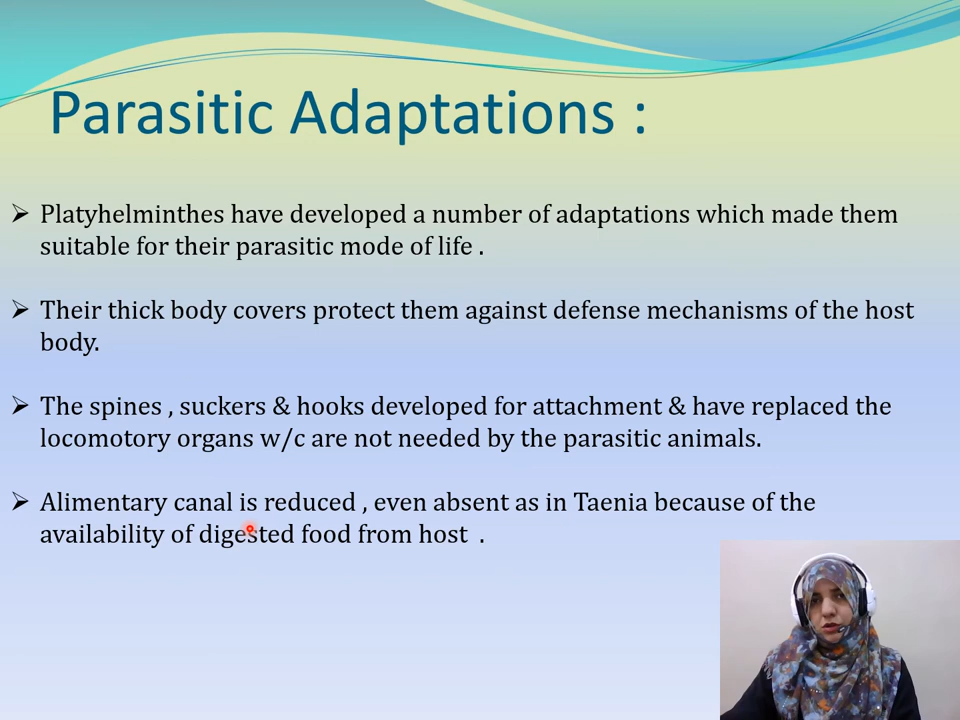 Parasitic Adaptations :
➢ Platyhelminthes have developed a number of adaptations which made them
suitable for their parasitic mode of life .
➢ Their thick body covers protect them against defense mechanisms of the host
body.
➢ The spines , suckers & hooks developed for attachment & have replaced the
locomotory organs w/c are not needed by the parasitic animals.
➢ Alimentary canal is reduced , even absent as in Taenia because of the
availability of digested food from host .